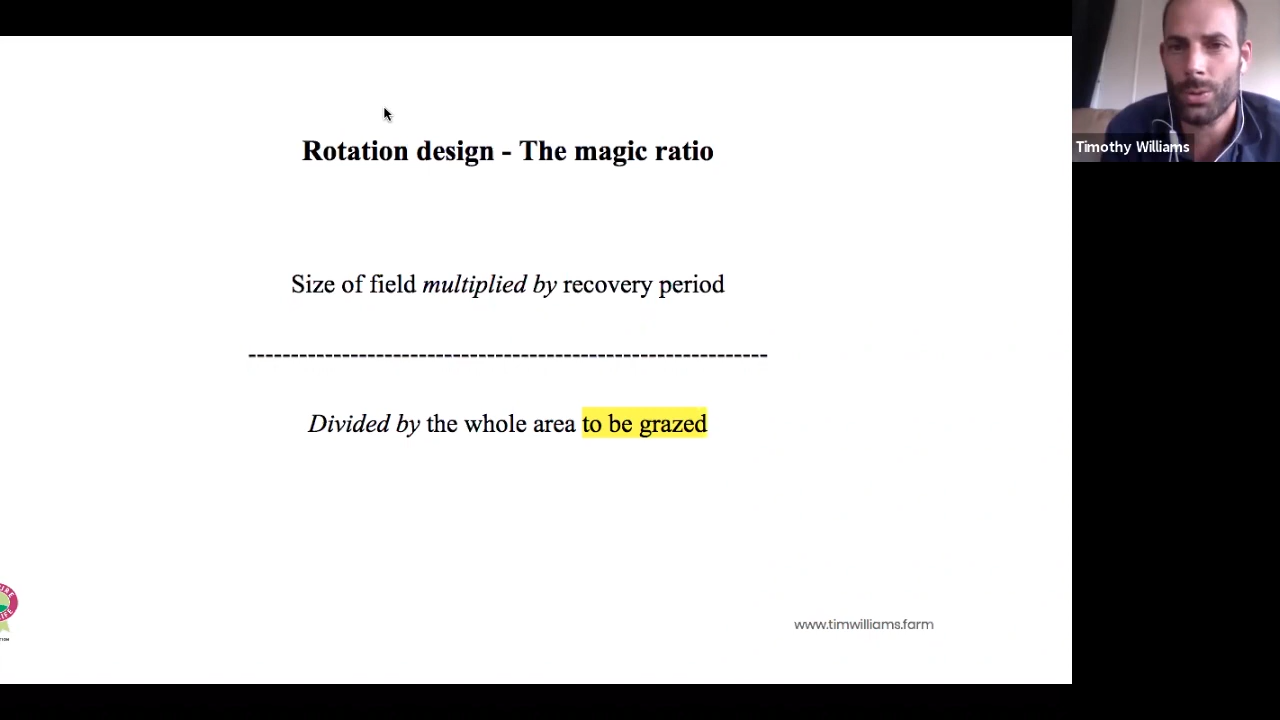 Rotation design - The magic ratio
Size of field multiplied by recovery period
--------------------------------------------------------------
Divided by the whole area to be grazed
www.timwilliams.farm
Timothy Williams